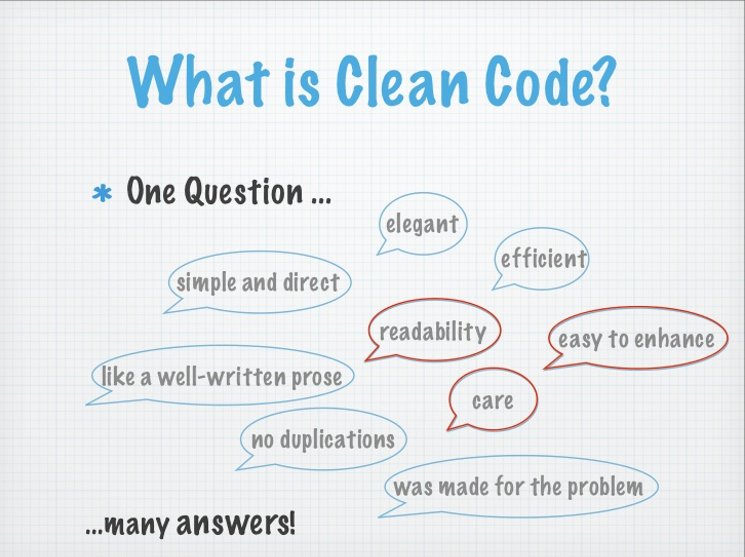 What is Clean Code?
* One Question ...
elegant
efficient
simple and direct
readability
easy to enhance
like a well-written prose
care
no duplications
was made for the problem
...many answers!